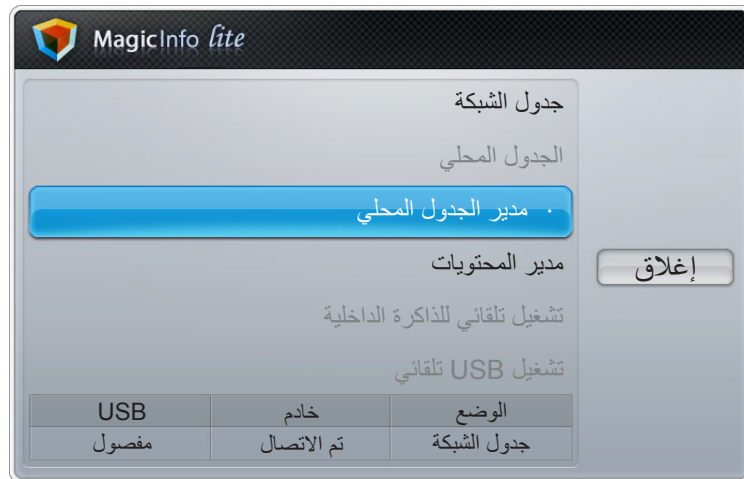 MagicInfo lite
جدول الشبكة
الجدول المحلي
· مدير الجدول المحلي
مدير المحتويات
إغلاق
تشغيل تلقائي للذاكرة الداخلية
تشغيل USB تلقائي
الوضع خادم USB
جدول الشبكة تم الاتصال مفصول